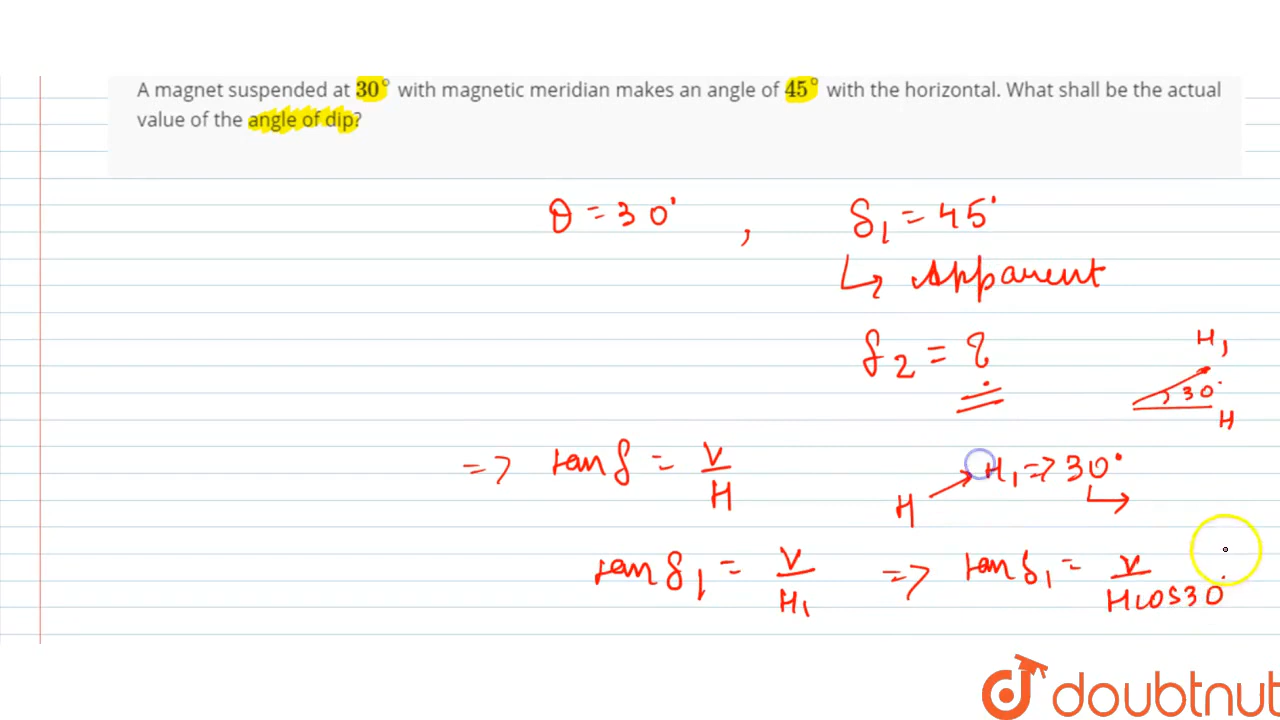 A magnet suspended at 30° with magnetic meridian makes an angle of 45° with the horizontal. What shall be the actual
value of the angle of dip?
θ = 30° , δ₁ = 45°
↳ Apparent
δ₂ = ?
H₁
30°
H
=> tan δ = V/H
H₁ => 30°
H
tan δ₁ = V/H₁ => tan δ₁ = V/H cos 30°
doubtnut